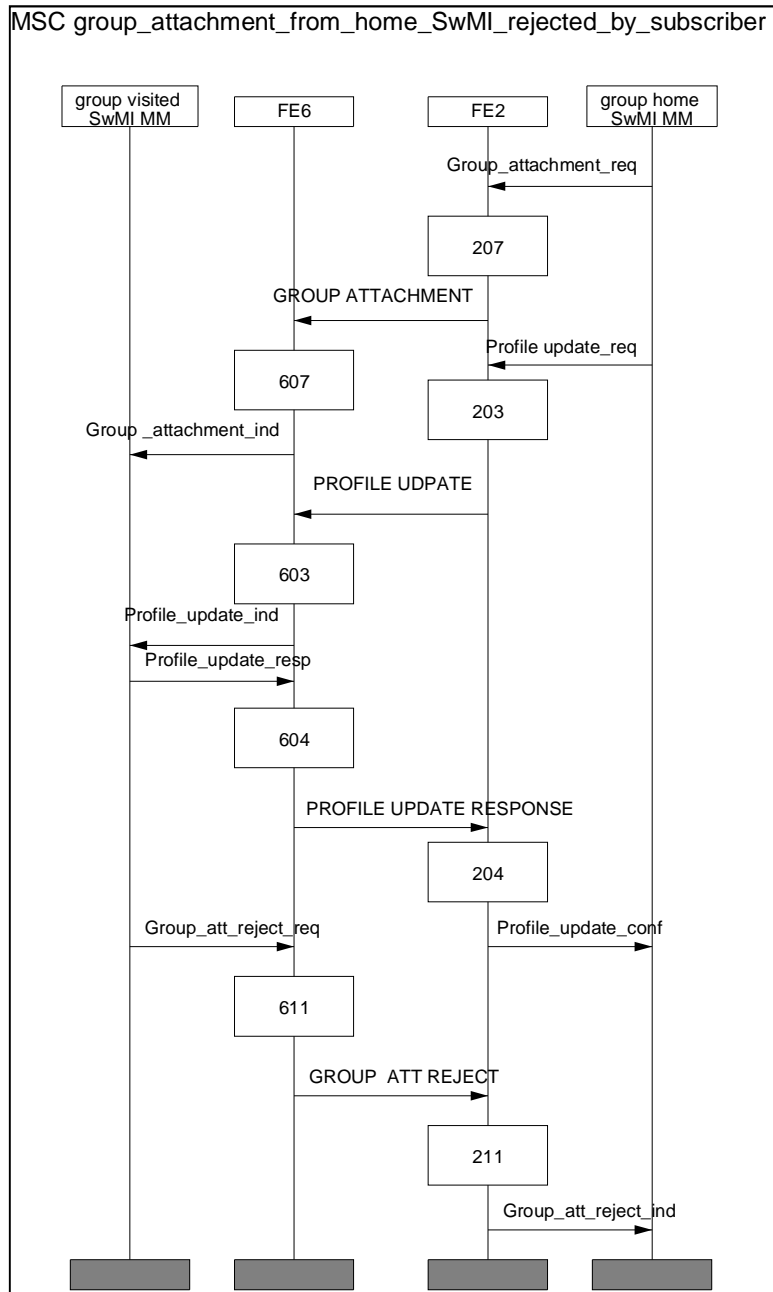 MSC group_attachment_from_home_SwMI_rejected_by_subscriber
group visited
SwMI MM
FE6
FE2
group home
SwMI MM
Group_attachment_req
207
GROUP ATTACHMENT
Profile update_req
607
203
Group _attachment_ind
PROFILE UDPATE
603
Profile_update_ind
Profile_update_resp
604
PROFILE UPDATE RESPONSE
204
Group_att_reject_req
Profile_update_conf
611
GROUP  ATT REJECT
211
Group_att_reject_ind